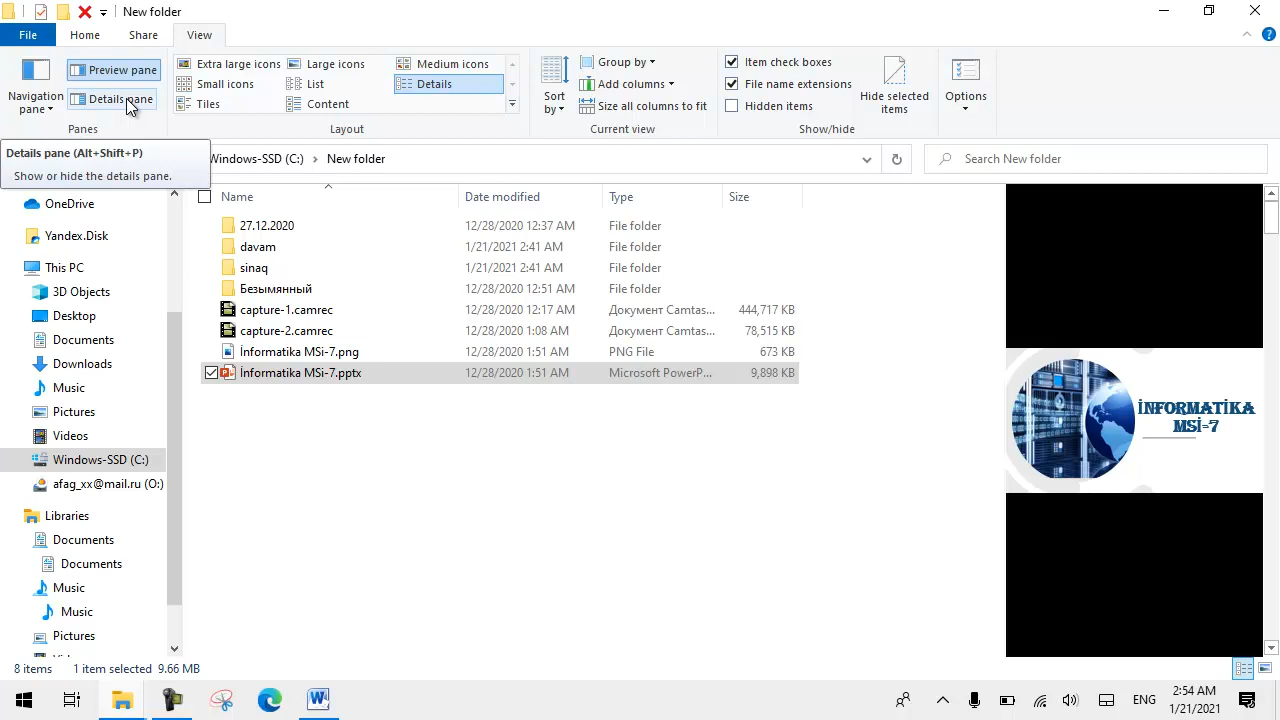 New folder
File Home Share View
Navigation pane
Preview pane
Details pane
Panes
Extra large icons Large icons Medium icons
Small icons List Details
Tiles Content
Layout
Sort by
Group by
Add columns
Size all columns to fit
Current view
Item check boxes
File name extensions
Hidden items
Hide selected items
Show/hide
Options
Details pane (Alt+Shift+P)
Show or hide the details pane.
Windows-SSD (C:) New folder
Search New folder
OneDrive
Yandex.Disk
This PC
3D Objects
Desktop
Documents
Downloads
Music
Pictures
Videos
Windows-SSD (C:)
afag_xx@mail.ru (O:)
Libraries
Documents
Documents
Music
Music
Pictures
Name Date modified Type Size
27.12.2020 12/28/2020 12:37 AM File folder
davam 1/21/2021 2:41 AM File folder
sinaq 1/21/2021 2:41 AM File folder
Безымянный 12/28/2020 12:51 AM File folder
capture-1.camrec 12/28/2020 12:17 AM Документ Camtas... 444,717 KB
capture-2.camrec 12/28/2020 1:08 AM Документ Camtas... 78,515 KB
İnformatika MSi-7.png 12/28/2020 1:51 AM PNG File 673 KB
İnformatika MSi-7.pptx 12/28/2020 1:51 AM Microsoft PowerP... 9,898 KB
İNFORMATİKA
MSİ-7
8 items 1 item selected 9.66 MB
ENG
2:54 AM
1/21/2021